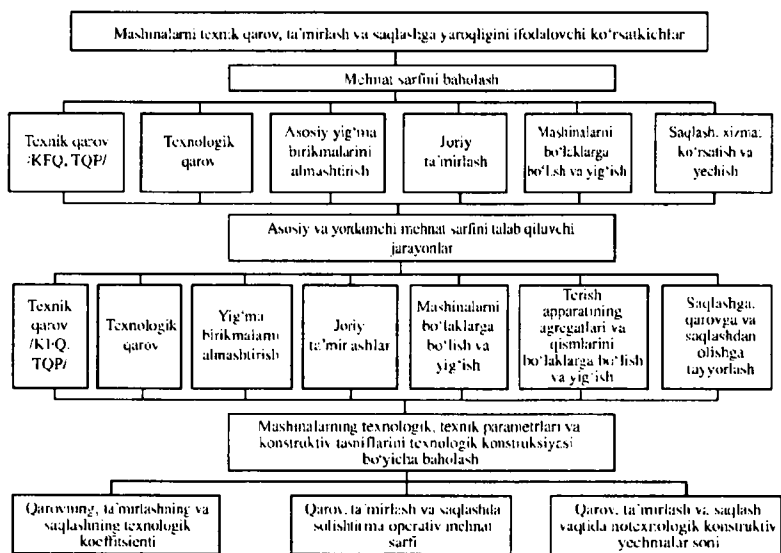 Mashinalarni texnik qarov, ta'mirlash va saqlashga yaroqligini ifodalovchi ko'rsatkichlar
Mehnat sarfini baholash
Texnik qarov
/KFQ, TQP/
Texnologik
qarov
Asosiy yig'ma
birikmalarini
almashtirish
Joriy
ta'mirlash
Mashinalarni
bo'laklarga
bo'lish va yig'ish
Saqlash, xizmat
ko'rsatish va
yechish
Asosiy va yordamchi mehnat sarfini talab qiluvchi
jarayonlar
Texnik
qarov
/KFQ,
TQP/
Texnologik
qarov
Yig'ma
birikmalarni
almashtirish
Joriy
ta'mirlashlar
Mashinalarni
bo'laklarga
bo'lish va
yig'ish
Terish
apparatining
agregatlari va
qismlarini
bo'laklarga bo'lish
va yig'ish
Saqlashga,
qarovga va
saqlashdan
olishga
tayyorlash
Mashinalarning texnologik, texnik parametrlari va
konstruktiv tasniflarini texnologik konstruksiyasi
bo'yicha baholash
Qarovning, ta'mirlashning va
saqlashning texnologik
koeffitsienti
Qarov, ta'mirlash va saqlashda
solishtirma operativ mehnat
sarfi
Qarov, ta'mirlash va saqlash
vaqtida notexnologik konstruktiv
yechmalar soni